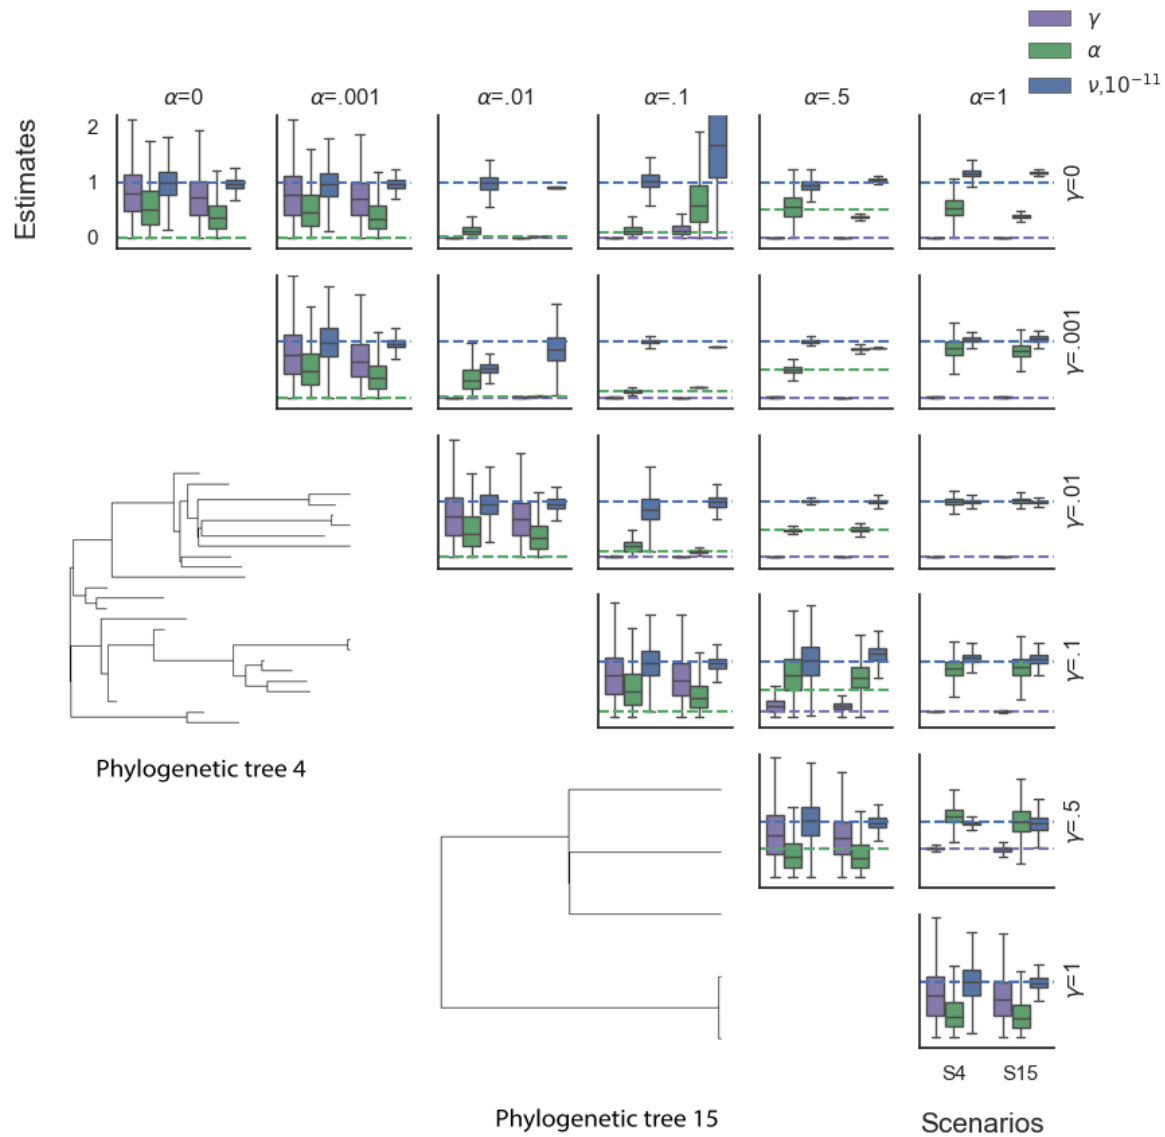 γ
α
ν,10⁻¹¹
α=0
α=.001
α=.01
α=.1
α=.5
α=1
Estimates
2
1
0
γ=0
γ=.001
γ=.01
γ=.1
Phylogenetic tree 4
γ=.5
γ=1
S4
S15
Phylogenetic tree 15
Scenarios